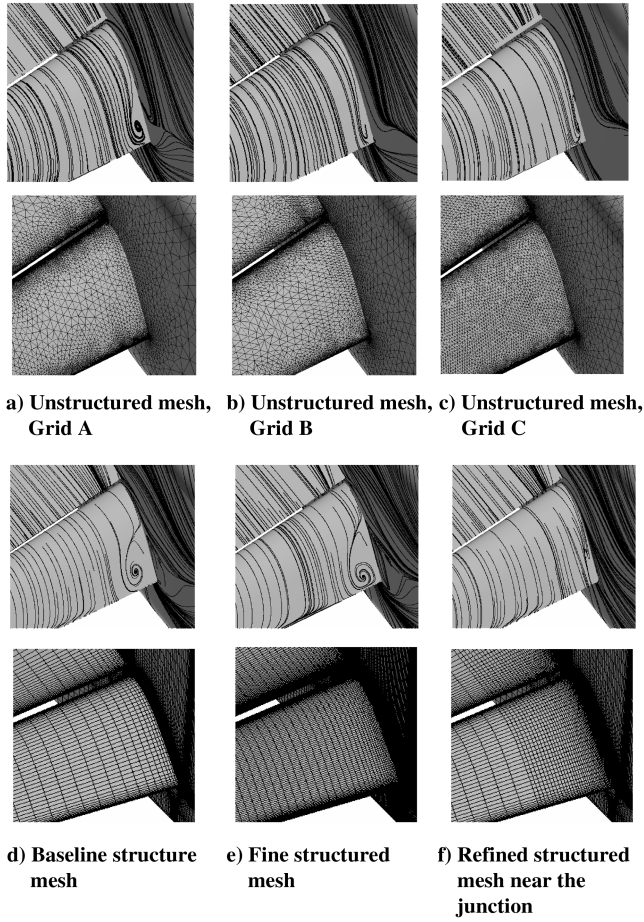 a) Unstructured mesh,
Grid A
b) Unstructured mesh,
Grid B
c) Unstructured mesh,
Grid C
d) Baseline structure
mesh
e) Fine structured
mesh
f) Refined structured
mesh near the
junction